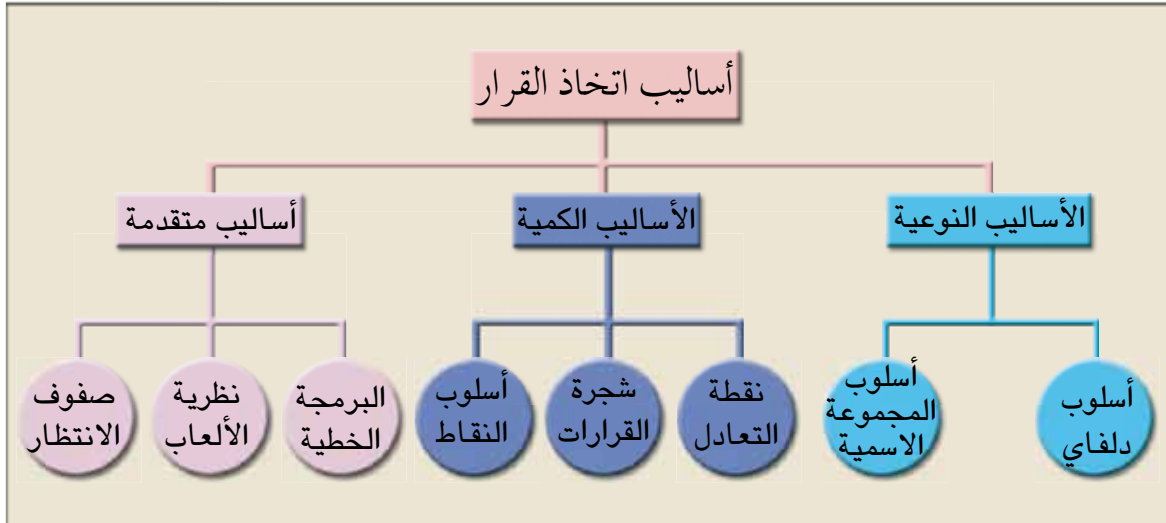 أساليب اتخاذ القرار
الأساليب النوعية
الأساليب الكمية
أساليب متقدمة
أسلوب
دلفاي
أسلوب
المجموعة
الاسمية
نقطة
التعادل
شجرة
القرارات
أسلوب
النقاط
البرمجة
الخطية
نظرية
الألعاب
صفوف
الانتظار